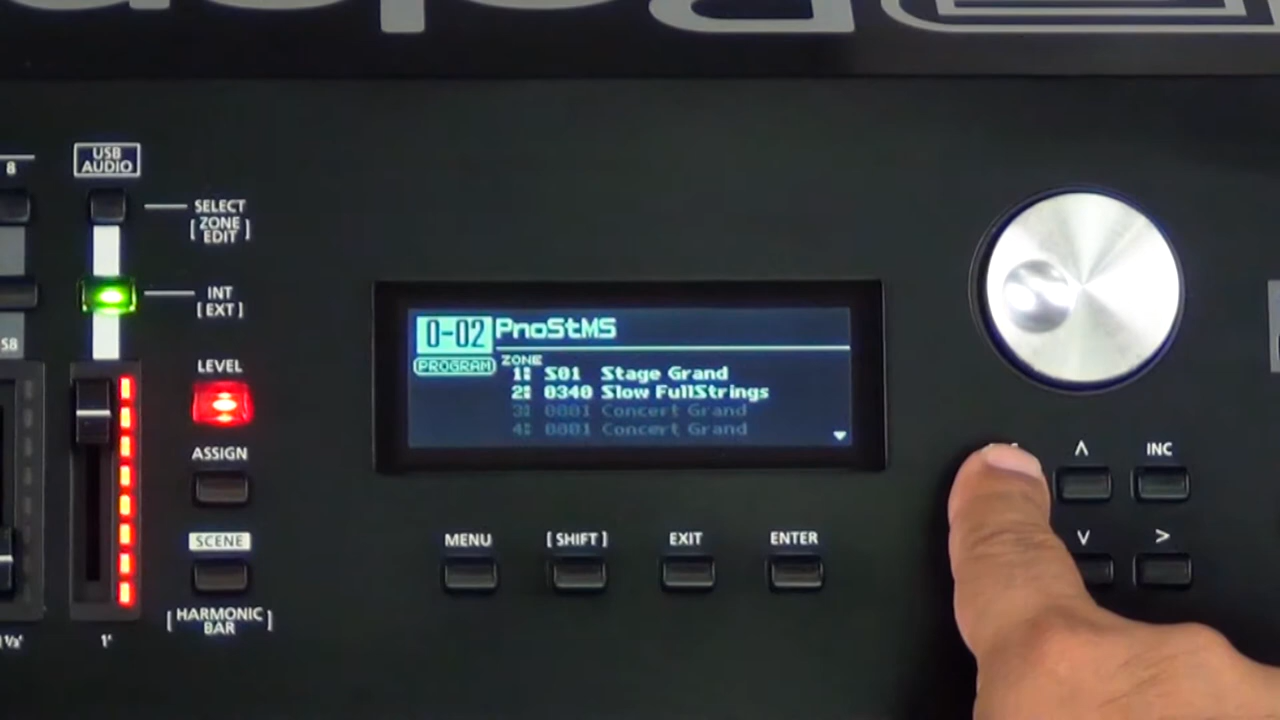 8
USB
AUDIO
SELECT
[ZONE
EDIT]
INT
[EXT]
S8
LEVEL
ASSIGN
SCENE
[HARMONIC
BAR]
1'
0-02 PnoStMS
PROGRAM
ZONE
1: S01 Stage Grand
2: 0340 Slow FullStrings
3: 0001 Concert Grand
4: 0001 Concert Grand
MENU
[SHIFT]
EXIT
ENTER
∧
INC
∨
>